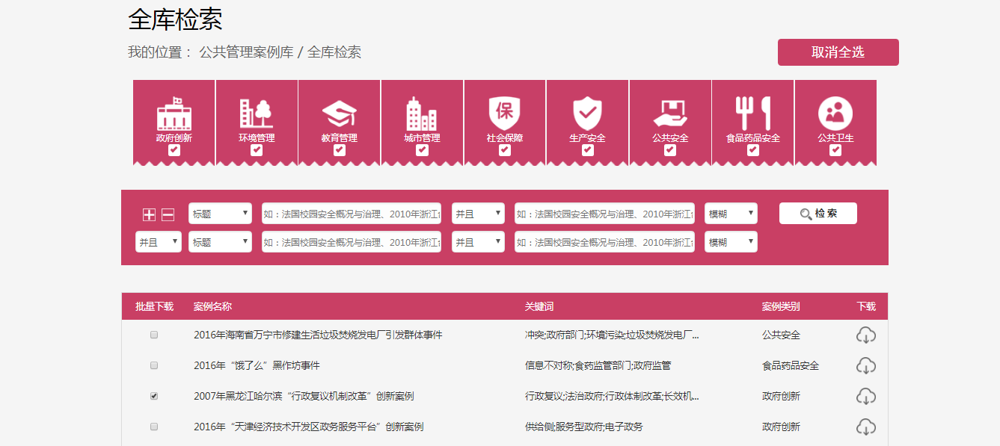 全库检索
我的位置： 公共管理案例库 / 全库检索
取消全选
保
政府创新 环境管理 教育管理 城市管理 社会保障 生产安全 公共安全 食品药品安全 公共卫生
标题 如：法国校园安全概况与治理、2010年浙江 并且 如：法国校园安全概况与治理、2010年浙江 模糊 检 索
并且 标题 如：法国校园安全概况与治理、2010年浙江 并且 如：法国校园安全概况与治理、2010年浙江 模糊
批量下载 案例名称 关键词 案例类别 下载
2016年海南省万宁市修建生活垃圾焚烧发电厂引发群体事件 冲突;政府部门;环境污染;垃圾焚烧发电厂... 公共安全
2016年“饿了么”黑作坊事件 信息不对称;食药监管部门;政府监管 食品药品安全
2007年黑龙江哈尔滨“行政复议机制改革”创新案例 行政复议;法治政府;行政体制改革;长效机... 政府创新
2016年“天津经济技术开发区政务服务平台”创新案例 供给侧;服务型政府;电子政务 政府创新